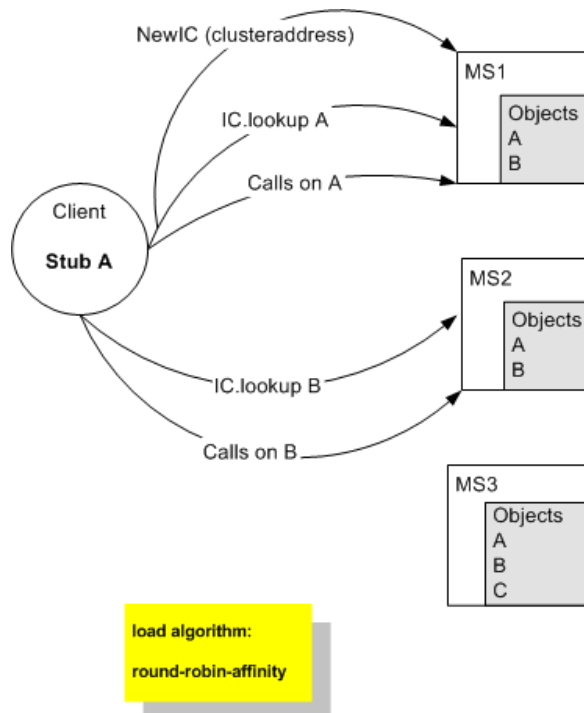 NewIC (clusteraddress)
MS1
Objects
A
B
IC.lookup A
Calls on A
Client
Stub A
MS2
Objects
A
B
IC.lookup B
Calls on B
MS3
Objects
A
B
C
load algorithm:
round-robin-affinity